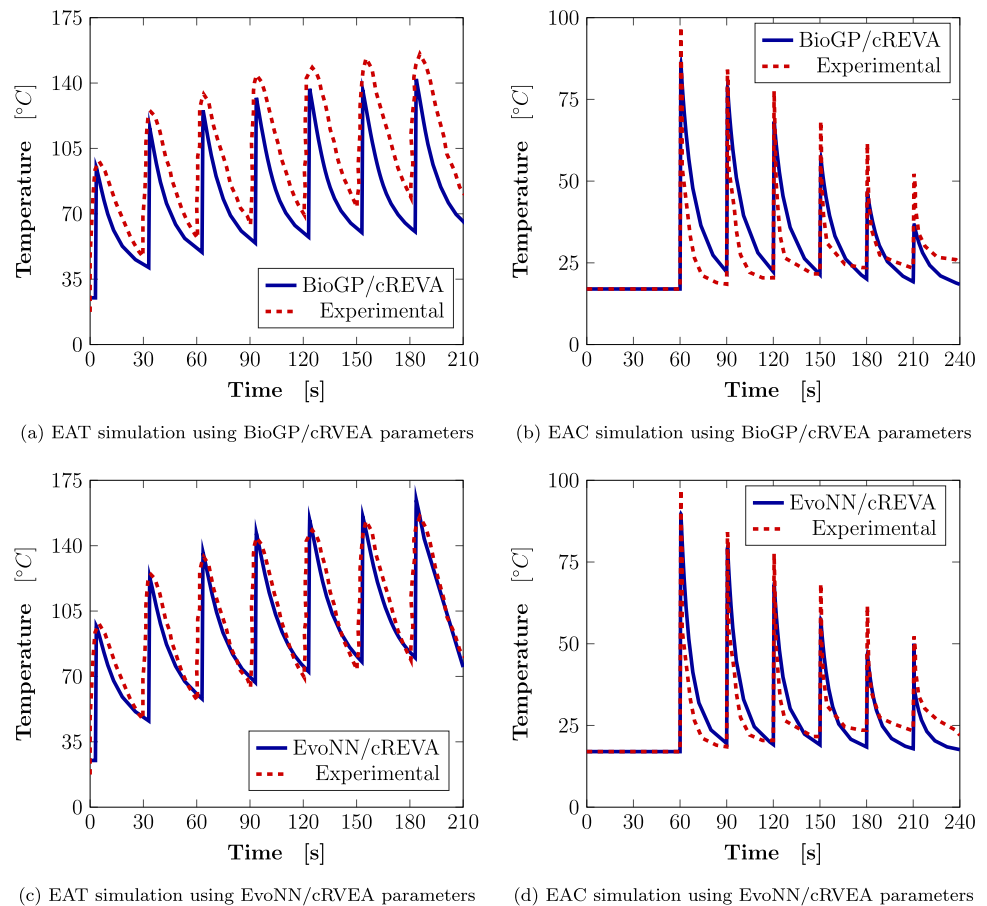 175
140
105
70
35
0
Temperature [°C]
BioGP/cREVA
Experimental
0 30 60 90 120 150 180 210
Time [s]
(a) EAT simulation using BioGP/cRVEA parameters
100
75
50
25
0
Temperature [°C]
BioGP/cREVA
Experimental
0 30 60 90 120 150 180 210 240
Time [s]
(b) EAC simulation using BioGP/cRVEA parameters
175
140
105
70
35
0
Temperature [°C]
EvoNN/cREVA
Experimental
0 30 60 90 120 150 180 210
Time [s]
(c) EAT simulation using EvoNN/cRVEA parameters
100
75
50
25
0
Temperature [°C]
EvoNN/cREVA
Experimental
0 30 60 90 120 150 180 210 240
Time [s]
(d) EAC simulation using EvoNN/cRVEA parameters